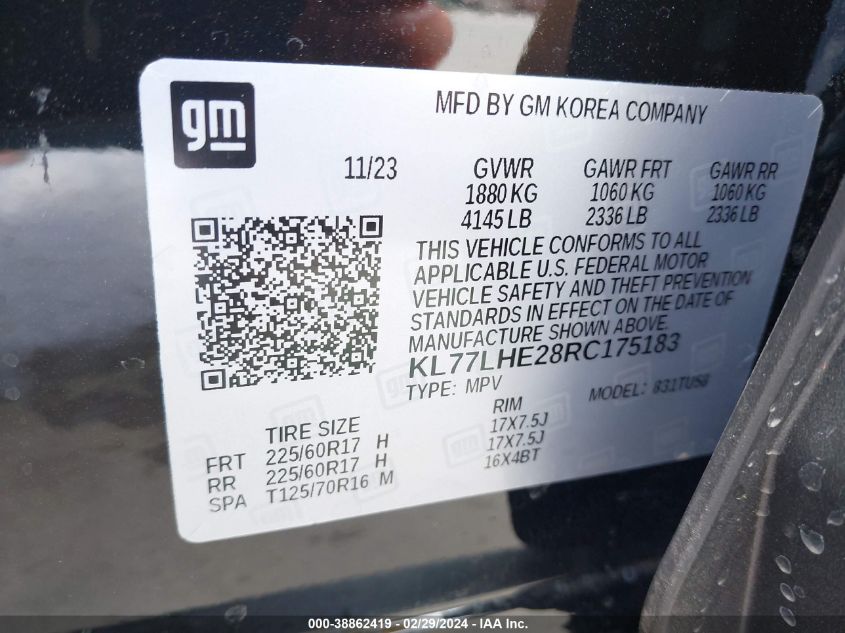 gm
MFD BY GM KOREA COMPANY
11/23 GVWR GAWR FRT GAWR RR
1880 KG 1060 KG 1060 KG
4145 LB 2336 LB 2336 LB
THIS VEHICLE CONFORMS TO ALL
APPLICABLE U.S. FEDERAL MOTOR
VEHICLE SAFETY AND THEFT PREVENTION
STANDARDS IN EFFECT ON THE DATE OF
MANUFACTURE SHOWN ABOVE.
KL77LHE28RC175183
TYPE: MPV MODEL: 831TU58
TIRE SIZE RIM
FRT 225/60R17 H 17X7.5J
RR 225/60R17 H 17X7.5J
SPA T125/70R16 M 16X4BT
000-38862419 - 02/29/2024 - IAA, Inc.